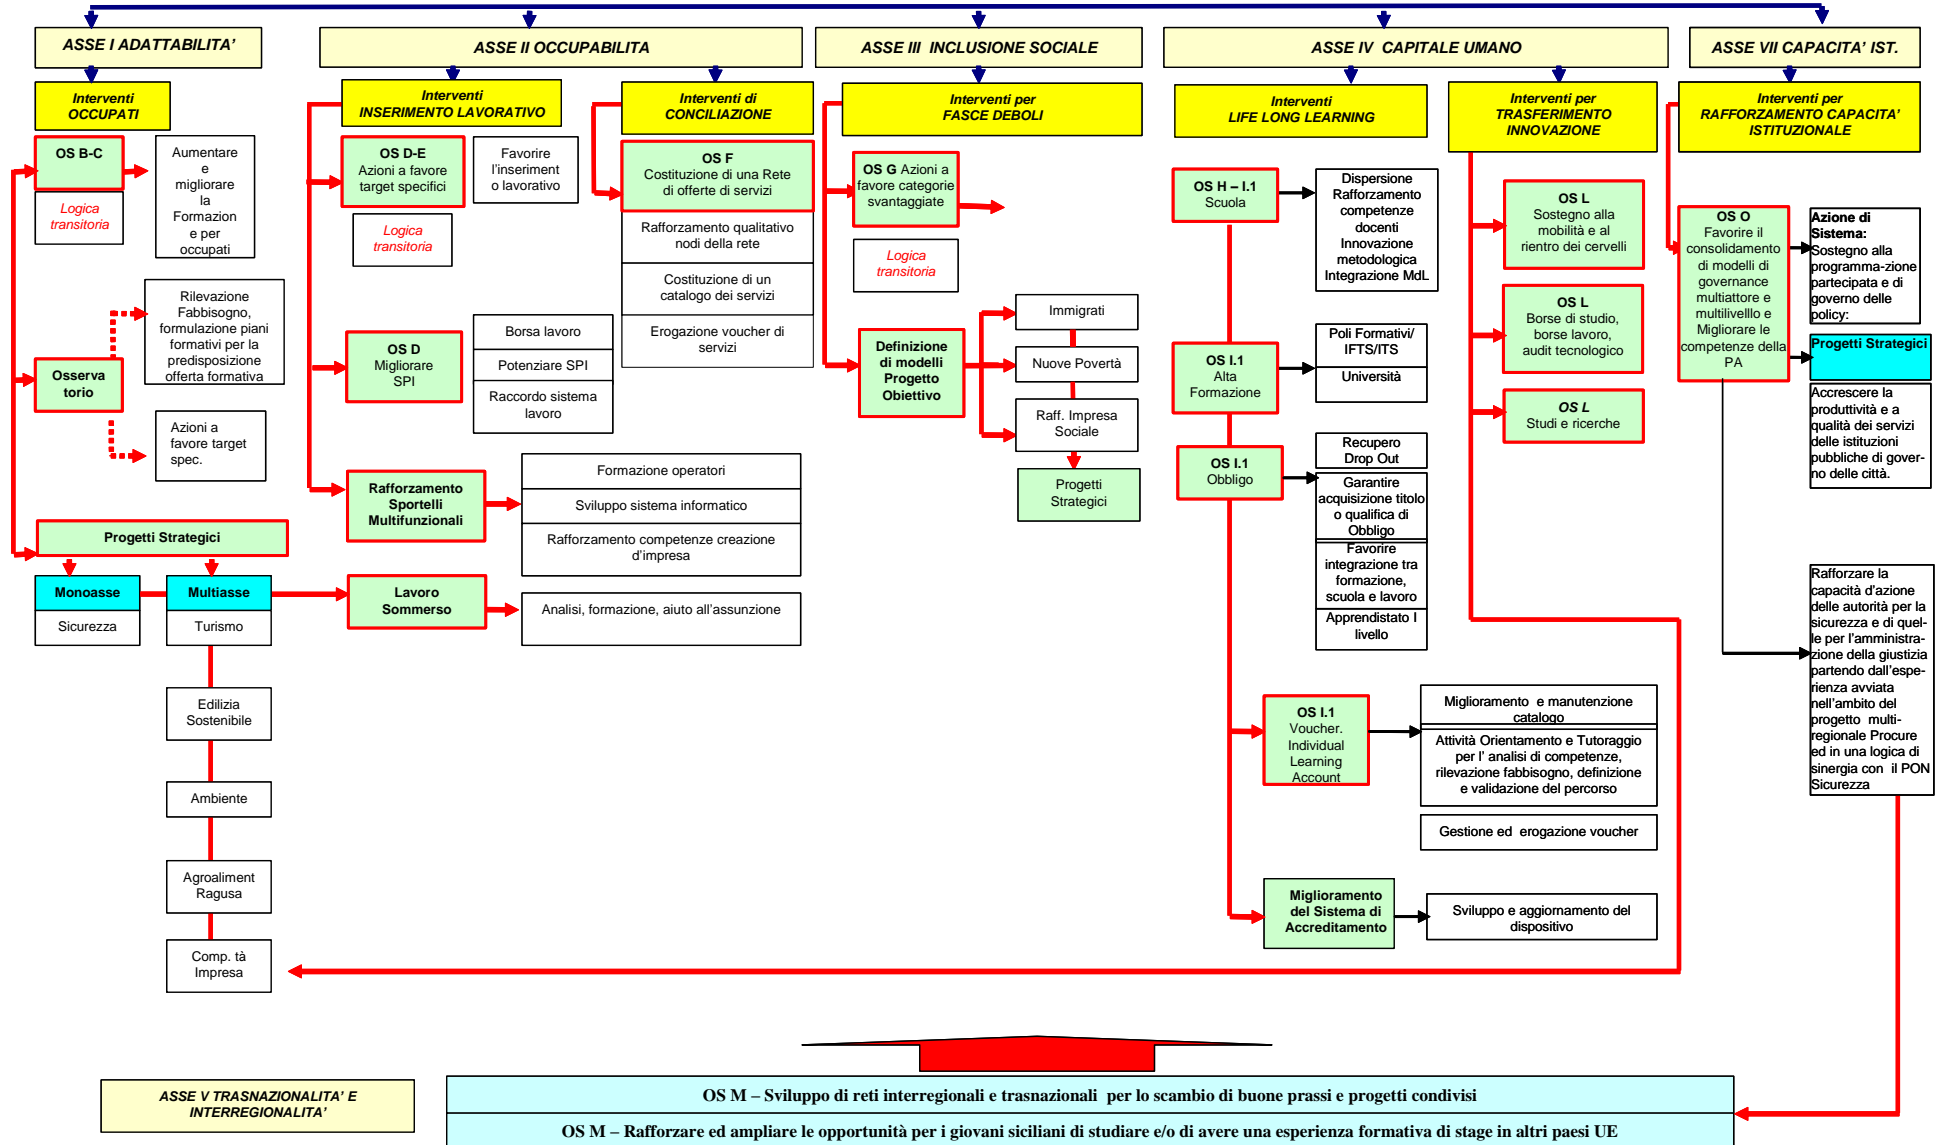 ASSE I ADATTABILITA'
ASSE II OCCUPABILITA
ASSE III INCLUSIONE SOCIALE
ASSE IV CAPITALE UMANO
ASSE VII CAPACITA' IST.
Interventi
OCCUPATI
Interventi
INSERIMENTO LAVORATIVO
Interventi di
CONCILIAZIONE
Interventi per
FASCE DEBOLI
Interventi
LIFE LONG LEARNING
Interventi per
TRASFERIMENTO
INNOVAZIONE
Interventi per
RAFFORZAMENTO CAPACITA'
ISTITUZIONALE
OS B-C
Logica
transitoria
Aumentare
e
migliorare
la
Formazion
e per
occupati
Rilevazione
Fabbisogno,
formulazione piani
formativi per la
predisposizione
offerta formativa
Osserva
torio
Azioni a
favore target
spec.
Progetti Strategici
Monoasse
Sicurezza
Multiasse
Turismo
Edilizia
Sostenibile
Ambiente
Agroaliment
Ragusa
Comp. tà
Impresa
OS D-E
Azioni a favore
target specifici
Logica
transitoria
Favorire
l'inseriment
o lavorativo
OS D
Migliorare
SPI
Borsa lavoro
Potenziare SPI
Raccordo sistema
lavoro
Rafforzamento
Sportelli
Multifunzionali
Formazione operatori
Sviluppo sistema informatico
Rafforzamento competenze creazione
d'impresa
Lavoro
Sommerso
Analisi, formazione, aiuto all'assunzione
OS F
Costituzione di una Rete
di offerte di servizi
Rafforzamento qualitativo
nodi della rete
Costituzione di un
catalogo dei servizi
Erogazione voucher di
servizi
OS G Azioni a
favore categorie
svantaggiate
Logica
transitoria
Definizione
di modelli
Progetto
Obiettivo
Immigrati
Nuove Povertà
Raff. Impresa
Sociale
Progetti
Strategici
OS H – I.1
Scuola
Dispersione
Rafforzamento
competenze
docenti
Innovazione
metodologica
Integrazione MdL
OS I.1
Alta
Formazione
Poli Formativi/
IFTS/ITS
Università
OS I.1
Obbligo
Recupero
Drop Out
Garantire
acquisizione titolo
o qualifica di
Obbligo
Favorire
integrazione tra
formazione,
scuola e lavoro
Apprendistato I
livello
OS I.1
Voucher.
Individual
Learning
Account
Miglioramento e manutenzione
catalogo
Attività Orientamento e Tutoraggio
per l' analisi di competenze,
rilevazione fabbisogno, definizione
e validazione del percorso
Gestione ed erogazione voucher
Miglioramento
del Sistema di
Accreditamento
Sviluppo e aggiornamento del
dispositivo
OS L
Sostegno alla
mobilità e al
rientro dei cervelli
OS L
Borse di studio,
borse lavoro,
audit tecnologico
OS L
Studi e ricerche
OS O
Favorire il
consolidamento
di modelli di
governance
multiattore e
multilivelllo e
Migliorare le
competenze della
PA
Azione di
Sistema:
Sostegno alla
programma-zione
partecipata e di
governo delle
policy:
Progetti Strategici
Accrescere la
produttività e a
qualità dei servizi
delle istituzioni
pubbliche di gover-
no delle città.
Rafforzare la
capacità d'azione
delle autorità per la
sicurezza e di quel-
le per l'amministra-
zione della giustizia
partendo dall'espe-
rienza avviata
nell'ambito del
progetto multi-
regionale Procure
ed in una logica di
sinergia con il PON
Sicurezza
ASSE V TRASNAZIONALITA' E
INTERREGIONALITA'
OS M – Sviluppo di reti interregionali e trasnazionali per lo scambio di buone prassi e progetti condivisi
OS M – Rafforzare ed ampliare le opportunità per i giovani siciliani di studiare e/o di avere una esperienza formativa di stage in altri paesi UE